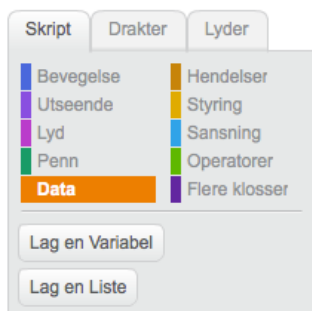 Skript Drakter Lyder
Bevegelse Hendelser
Utseende Styring
Lyd Sansning
Penn Operatorer
Data Flere klosser
Lag en Variabel
Lag en Liste